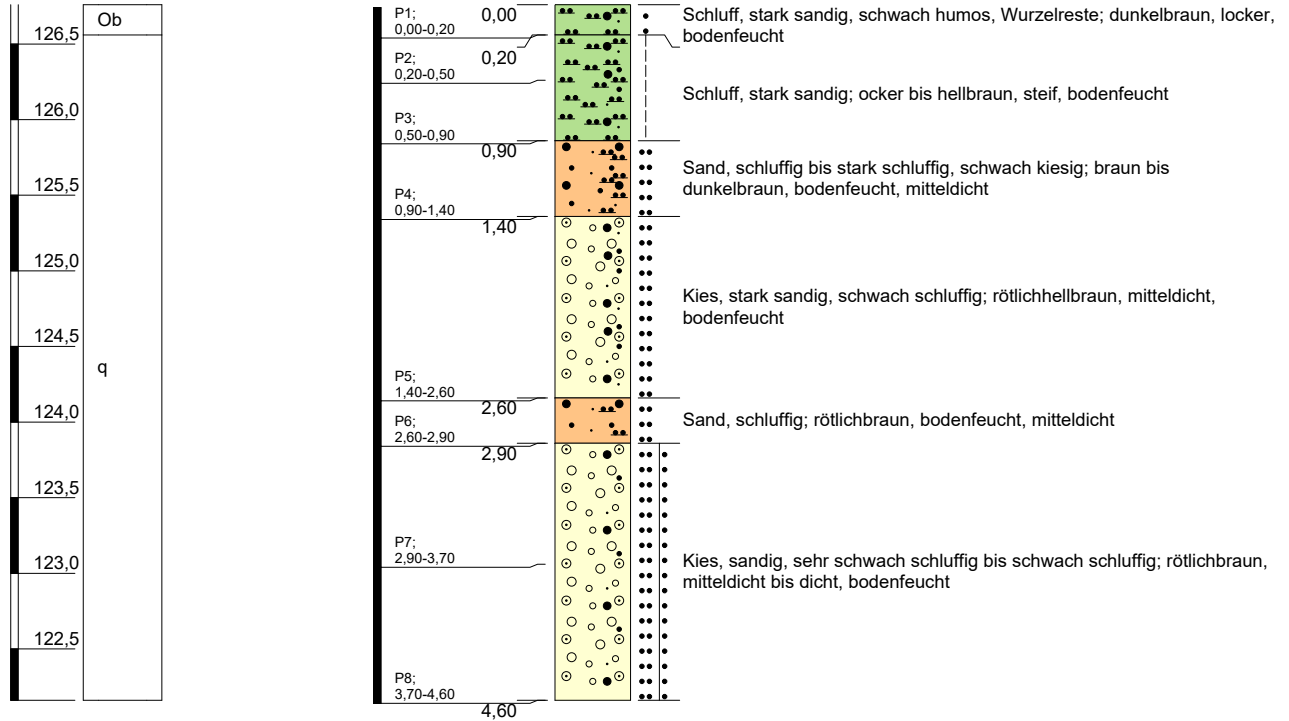 Ob
126,5
126,0
125,5
125,0
q
124,5
124,0
123,5
123,0
122,5
P1;
0,00-0,20
0,00
P2;
0,20-0,50
0,20
P3;
0,50-0,90
0,90
P4;
0,90-1,40
1,40
P5;
1,40-2,60
2,60
P6;
2,60-2,90
2,90
P7;
2,90-3,70
P8;
3,70-4,60
4,60
Schluff, stark sandig, schwach humos, Wurzelreste; dunkelbraun, locker,
bodenfeucht
Schluff, stark sandig; ocker bis hellbraun, steif, bodenfeucht
Sand, schluffig bis stark schluffig, schwach kiesig; braun bis
dunkelbraun, bodenfeucht, mitteldicht
Kies, stark sandig, schwach schluffig; rötlichhellbraun, mitteldicht,
bodenfeucht
Sand, schluffig; rötlichbraun, bodenfeucht, mitteldicht
Kies, sandig, sehr schwach schluffig bis schwach schluffig; rötlichbraun,
mitteldicht bis dicht, bodenfeucht